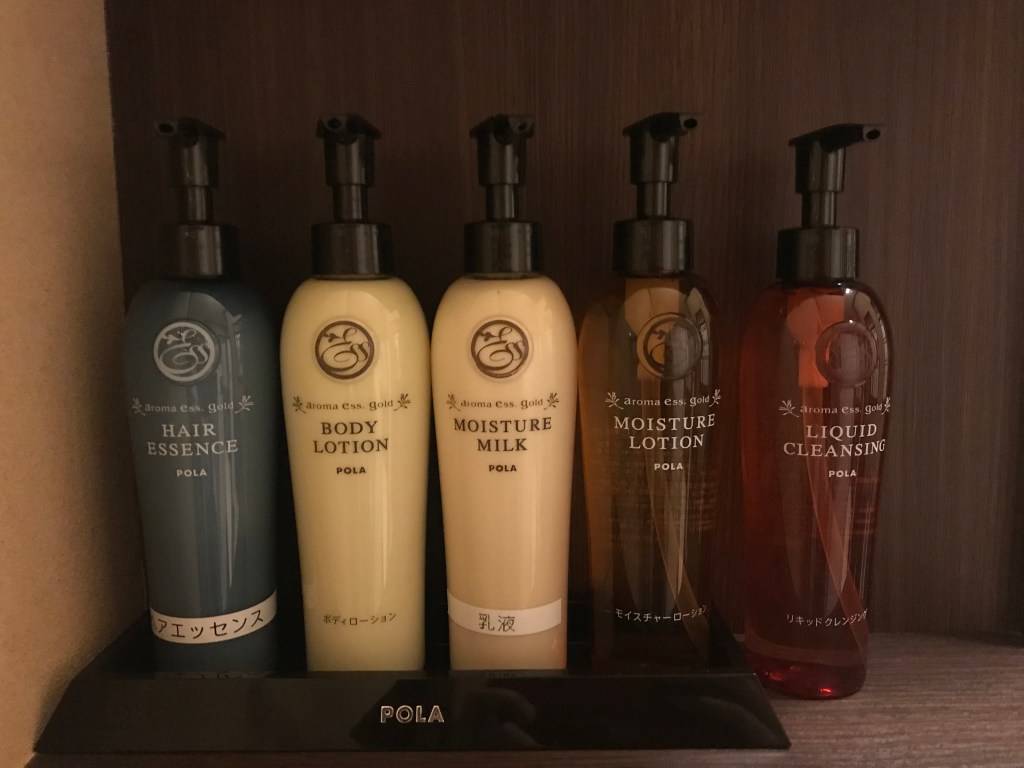 aroma ess. gold
HAIR
ESSENCE
POLA
アエッセンス
aroma ess. gold
BODY
LOTION
POLA
ボディローション
aroma ess. gold
MOISTURE
MILK
POLA
乳液
aroma ess. gold
MOISTURE
LOTION
POLA
モイスチャーローション
aroma ess. gold
LIQUID
CLEANSING
POLA
リキッドクレンジング
POLA